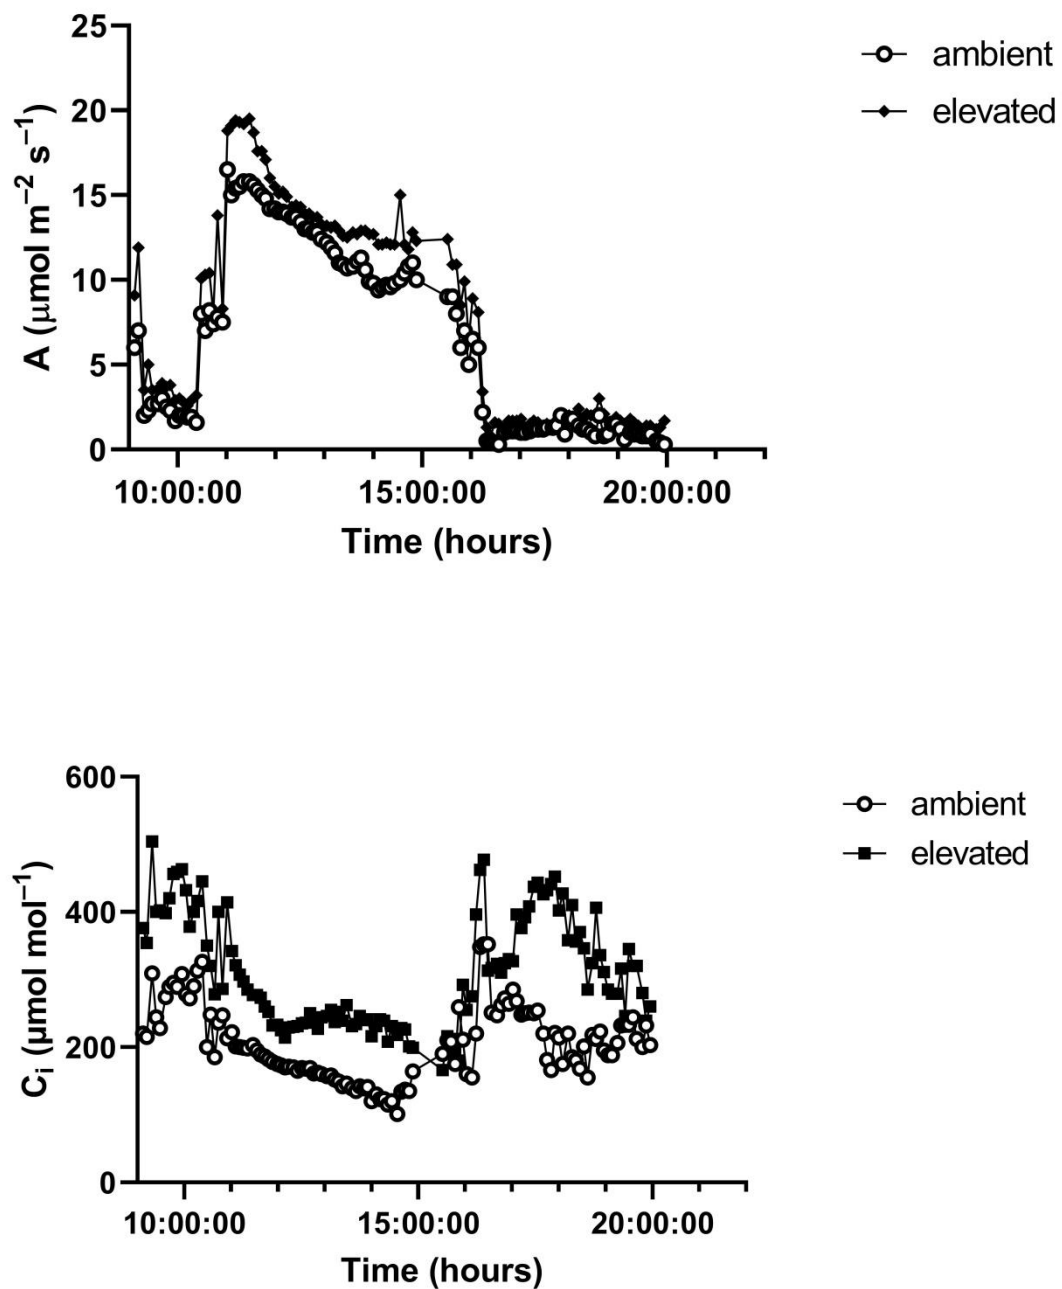 25
20
15
10
5
0
A (µmol m⁻² s⁻¹)
10:00:00 15:00:00 20:00:00
Time (hours)
ambient
elevated
600
400
200
0
Cᵢ (µmol mol⁻¹)
10:00:00 15:00:00 20:00:00
Time (hours)
ambient
elevated